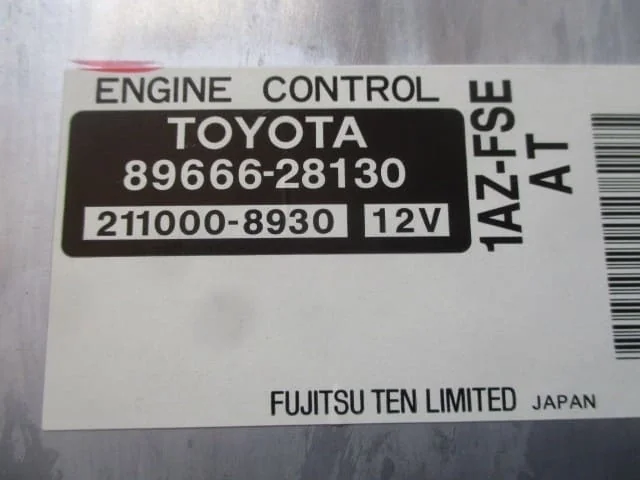 ENGINE CONTROL
TOYOTA
89666-28130
211000-8930 12V
1AZ-FSE
AT
FUJITSU TEN LIMITED JAPAN